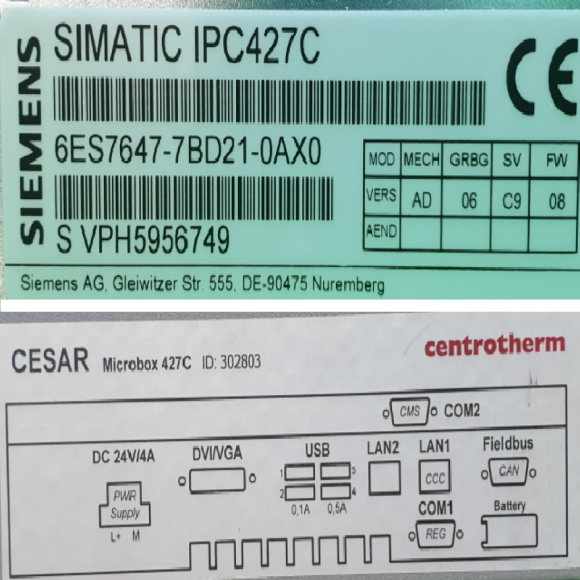 SIEMENS
SIMATIC IPC427C
CE
6ES7647-7BD21-0AX0
S VPH5956749
MOD MECH GRBG SV FW
VERS AD 06 C9 08
AEND
Siemens AG, Gleiwitzer Str. 555, DE-90475 Nuremberg
CESAR Microbox 427C ID: 302803
centrotherm
CMS COM2
DC 24V/4A DVI/VGA USB LAN2 LAN1 Fieldbus
1 3
2 4
PWR
Supply
CCC
CAN
0,1A 0,5A
COM1
Battery
L+ M
REG